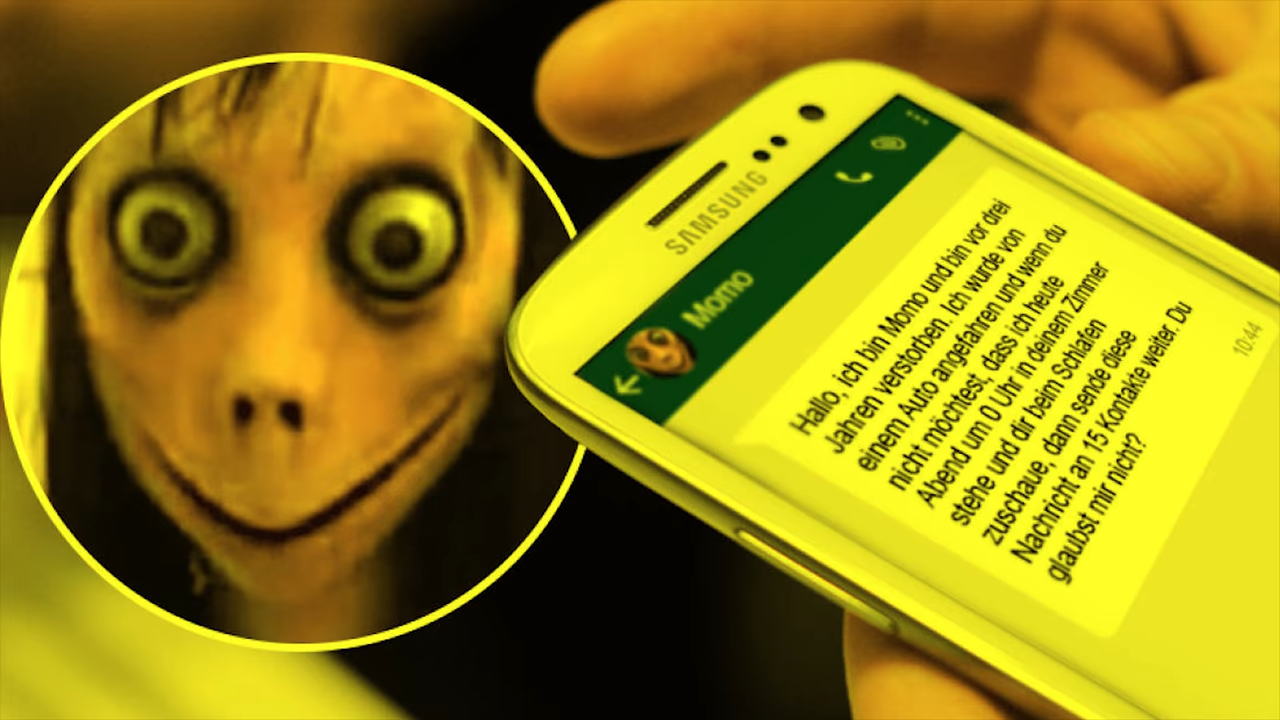 SAMSUNG
Momo
Hallo, ich bin Momo und bin vor drei
Jahren verstorben. Ich wurde von
einem Auto angefahren und wenn du
nicht möchtest, dass ich heute
Abend um 0 Uhr in deinem Zimmer
stehe und dir beim Schlafen
zuschaue, dann sende diese
Nachricht an 15 Kontakte weiter. Du
glaubst mir nicht?
10:44